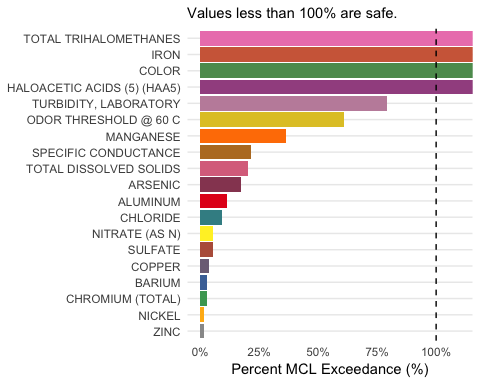 Values less than 100% are safe.
TOTAL TRIHALOMETHANES
IRON
COLOR
HALOACETIC ACIDS (5) (HAA5)
TURBIDITY, LABORATORY
ODOR THRESHOLD @ 60 C
MANGANESE
SPECIFIC CONDUCTANCE
TOTAL DISSOLVED SOLIDS
ARSENIC
ALUMINUM
CHLORIDE
NITRATE (AS N)
SULFATE
COPPER
BARIUM
CHROMIUM (TOTAL)
NICKEL
ZINC
0% 25% 50% 75% 100%
Percent MCL Exceedance (%)